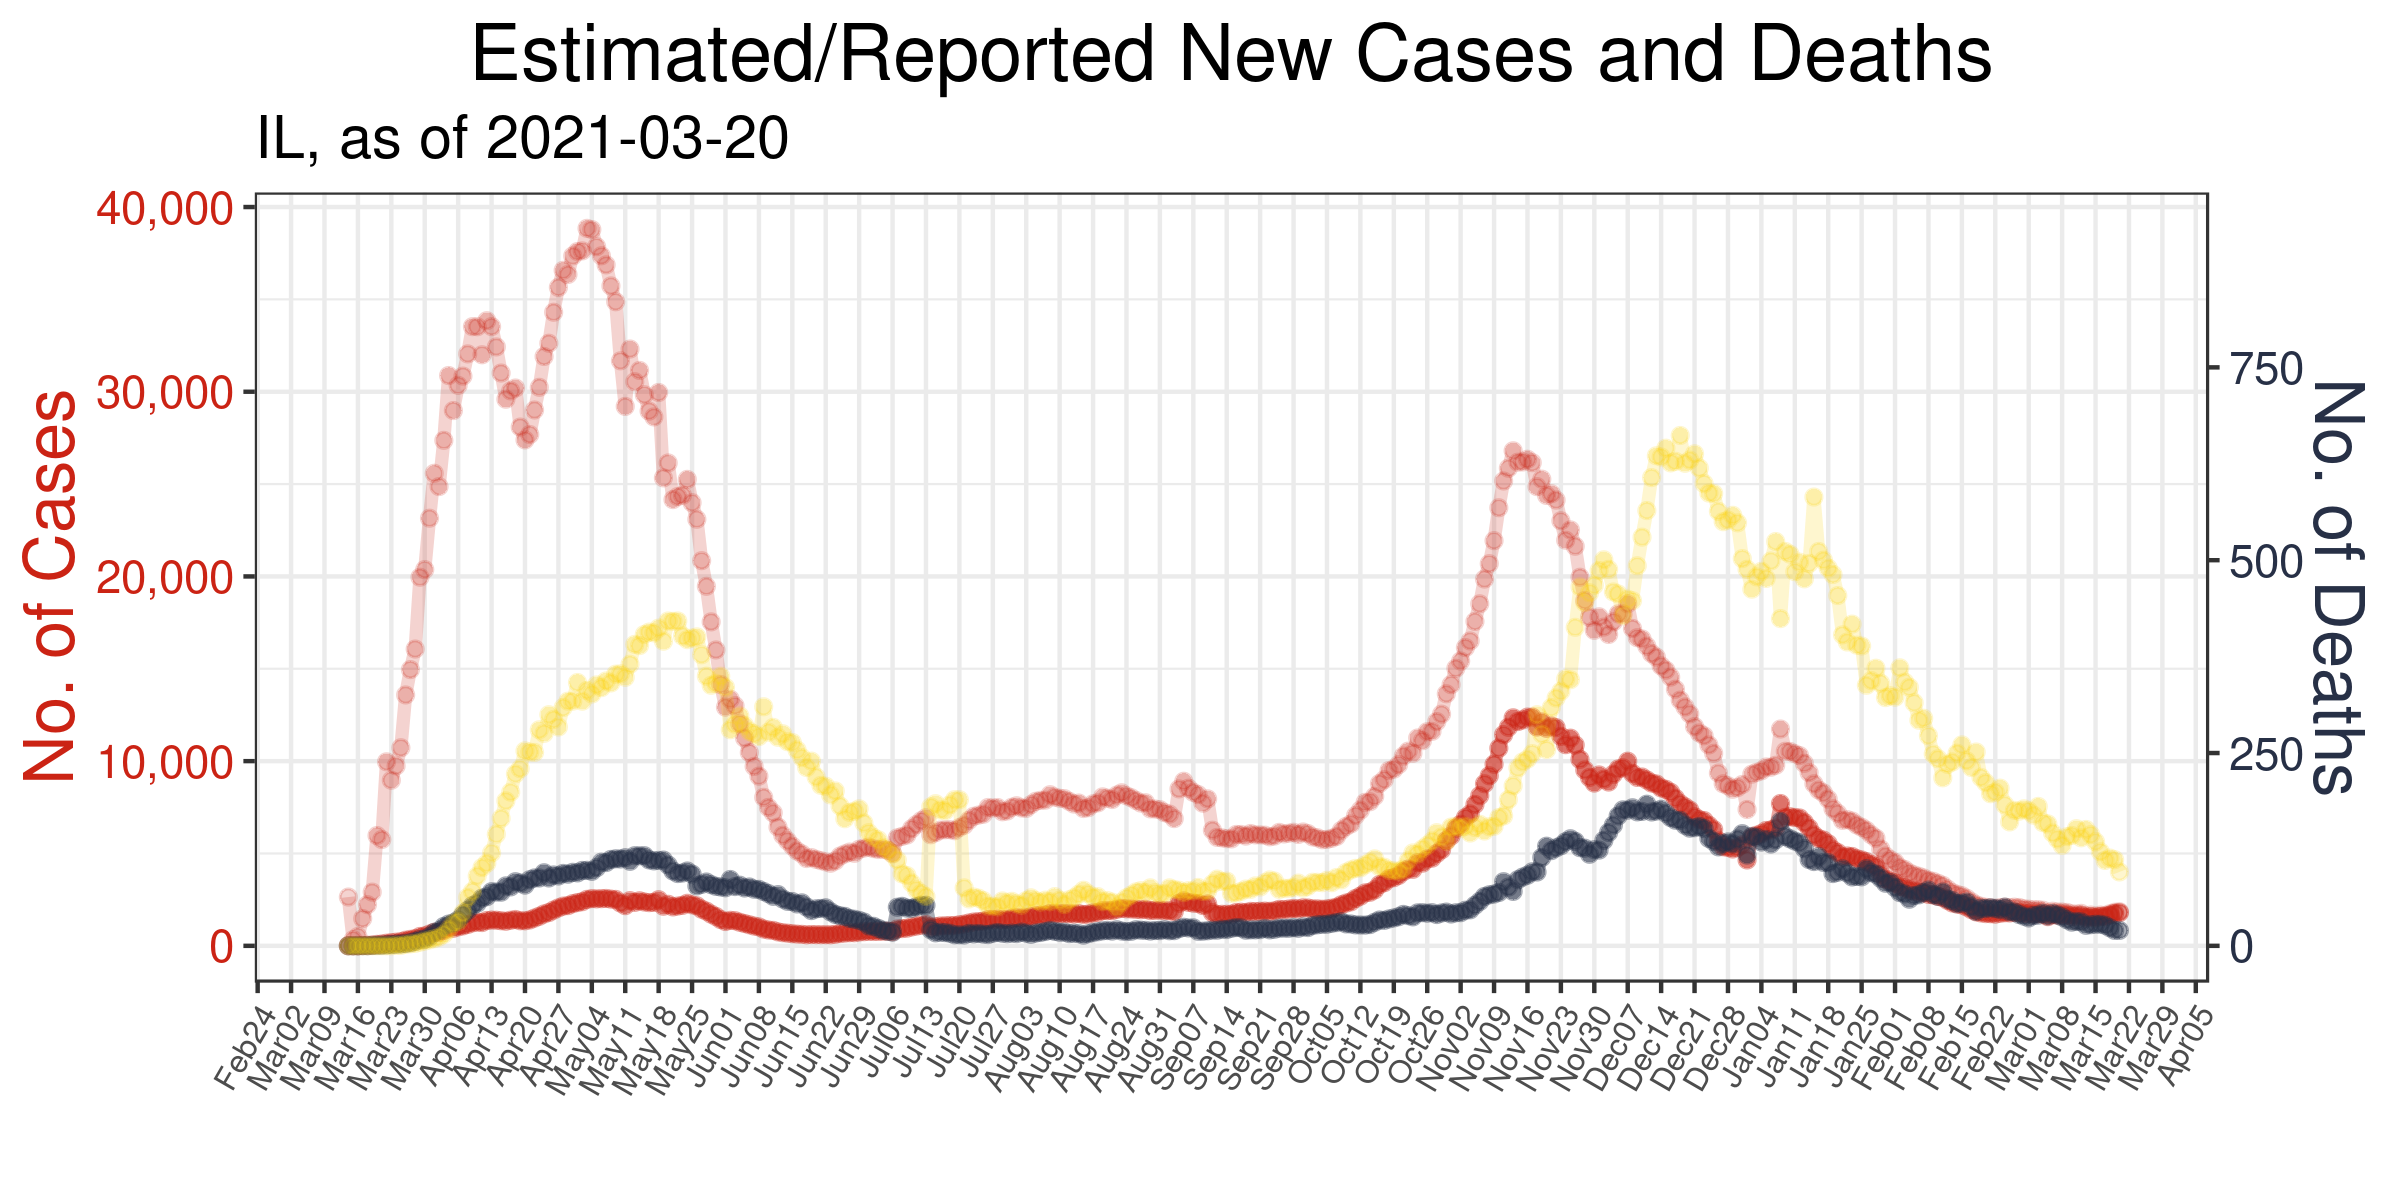 Estimated/Reported New Cases and Deaths
IL, as of 2021-03-20
No. of Cases
40,000
30,000
20,000
10,000
0
750
500
250
0
No. of Deaths
Feb24
Mar02
Mar09
Mar16
Mar23
Mar30
Apr06
Apr13
Apr20
Apr27
May04
May11
May18
May25
Jun01
Jun08
Jun15
Jun22
Jun29
Jul06
Jul13
Jul20
Jul27
Aug03
Aug10
Aug17
Aug24
Aug31
Sep07
Sep14
Sep21
Sep28
Oct05
Oct12
Oct19
Oct26
Nov02
Nov09
Nov16
Nov23
Nov30
Dec07
Dec14
Dec21
Dec28
Jan04
Jan11
Jan18
Jan25
Feb01
Feb08
Feb15
Feb22
Mar01
Mar08
Mar15
Mar22
Mar29
Apr05